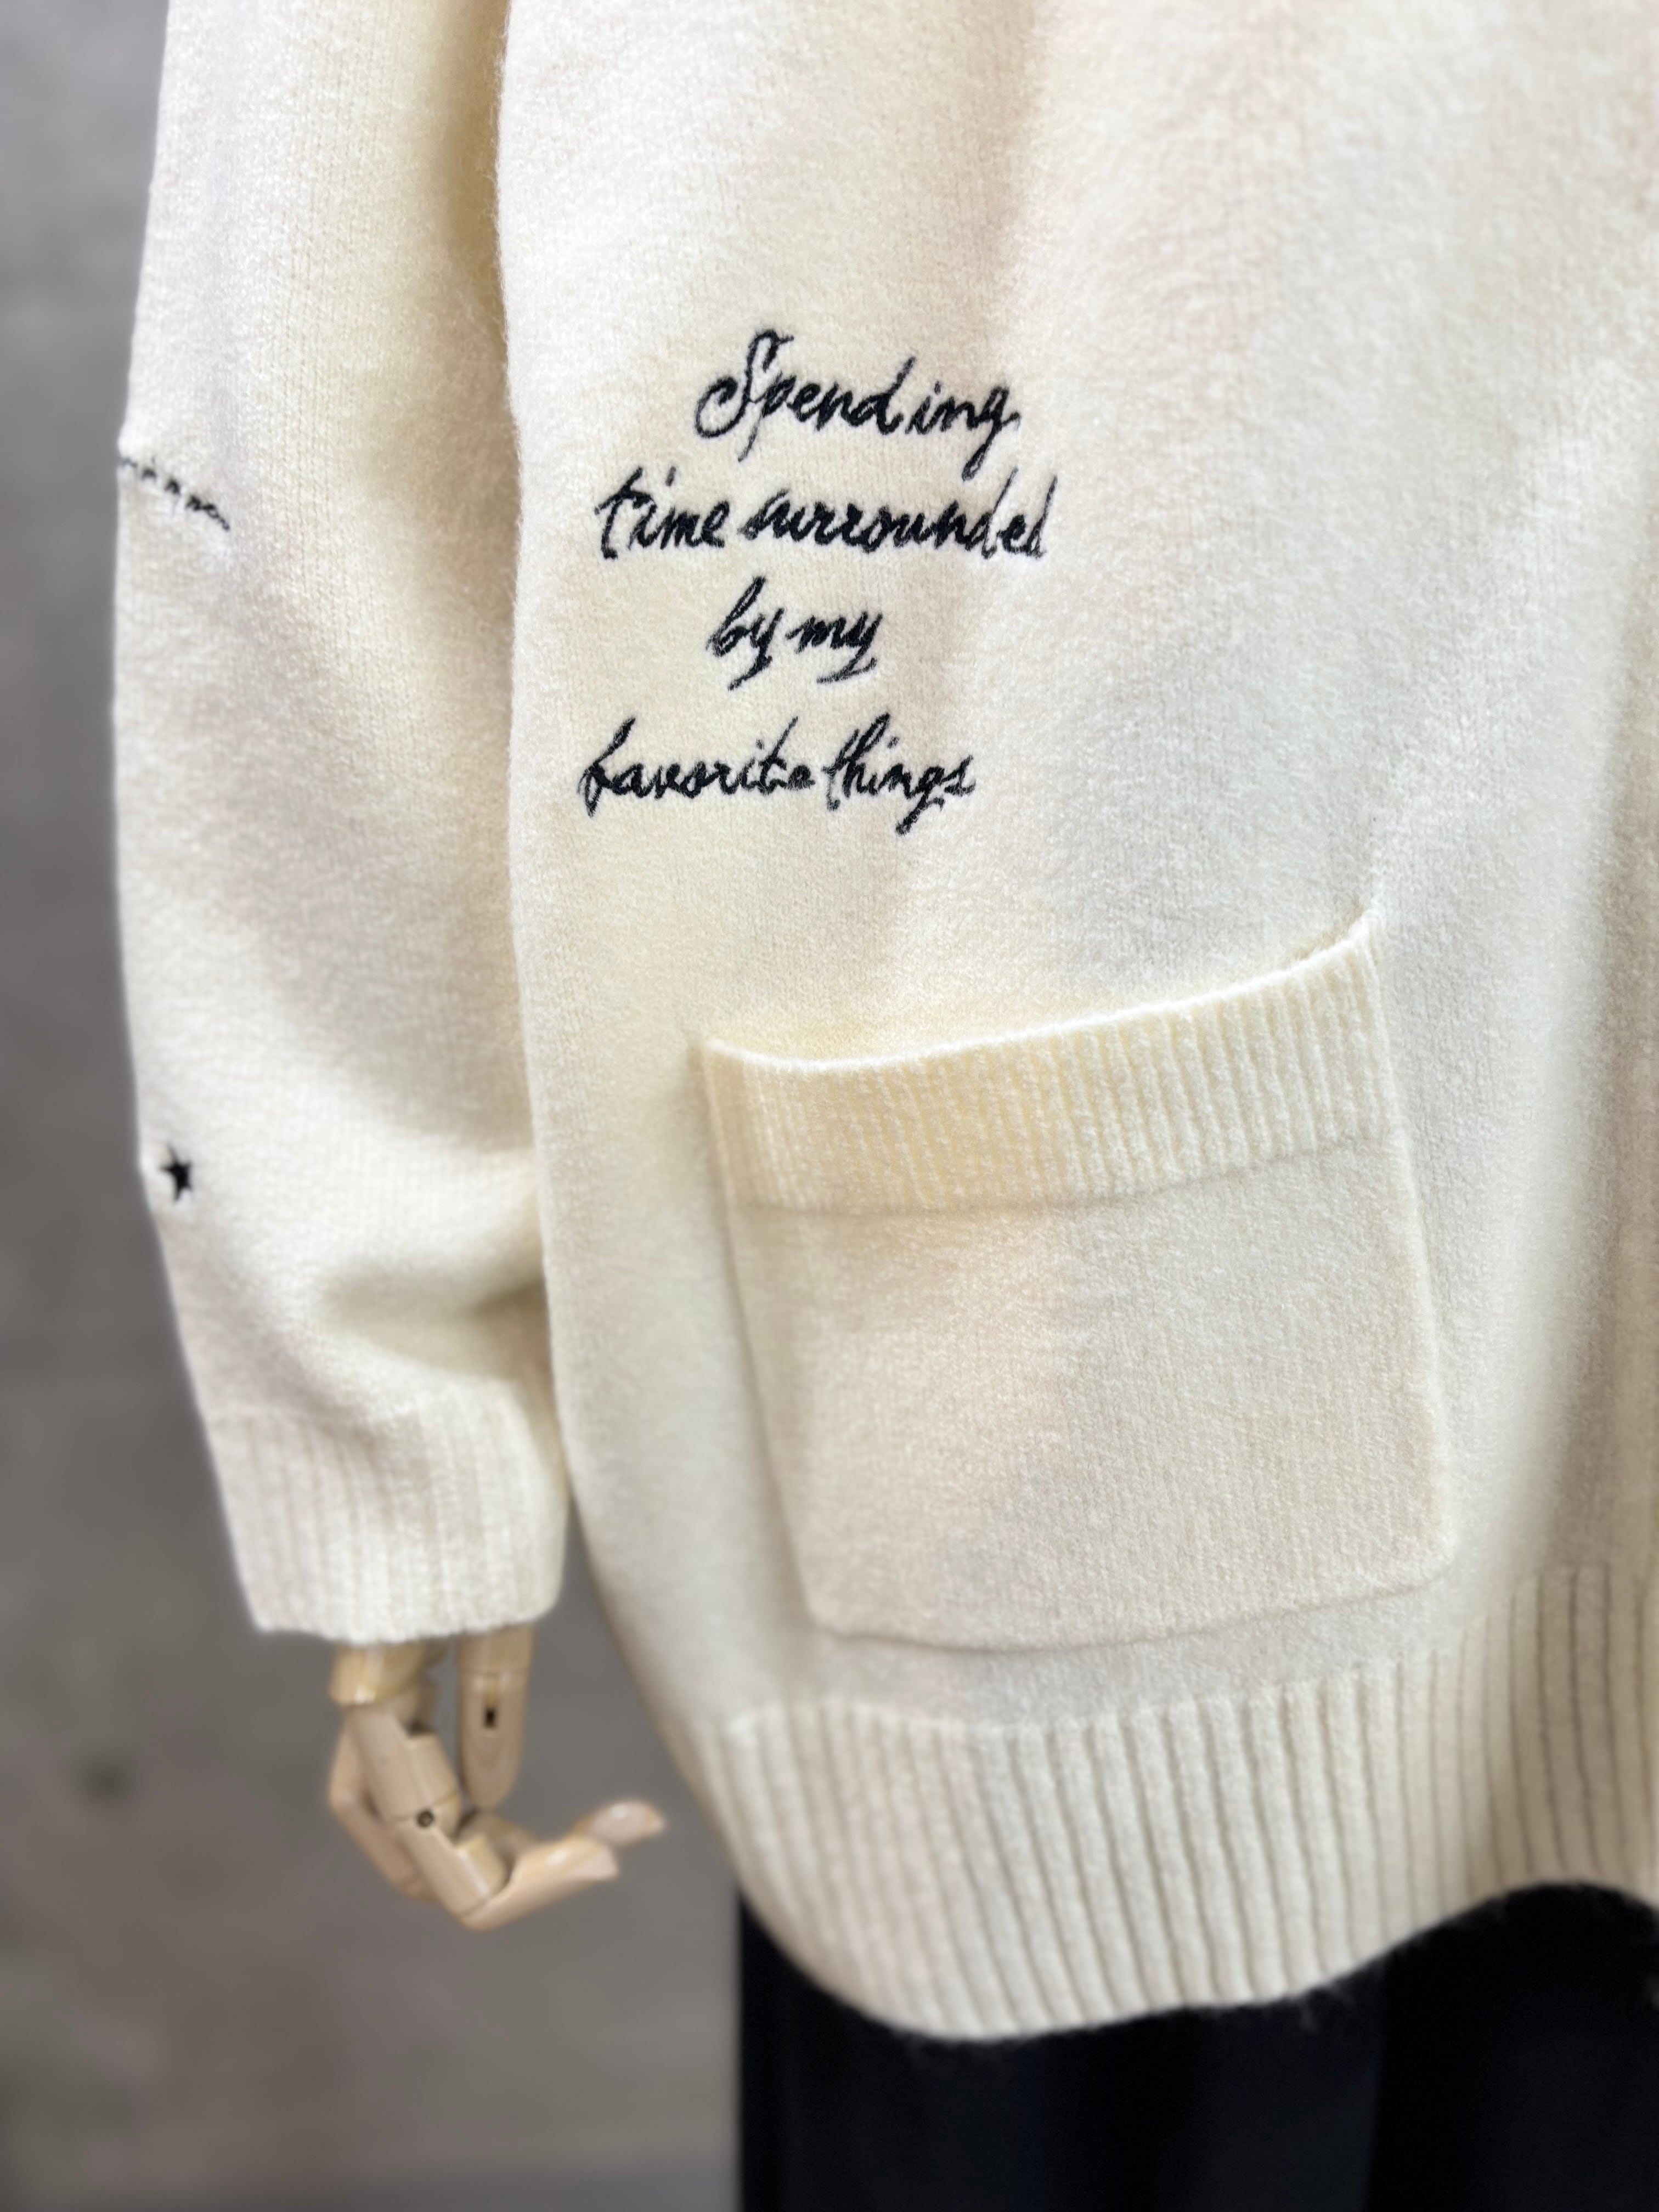 Spending
time surrounded
by my
favorite things